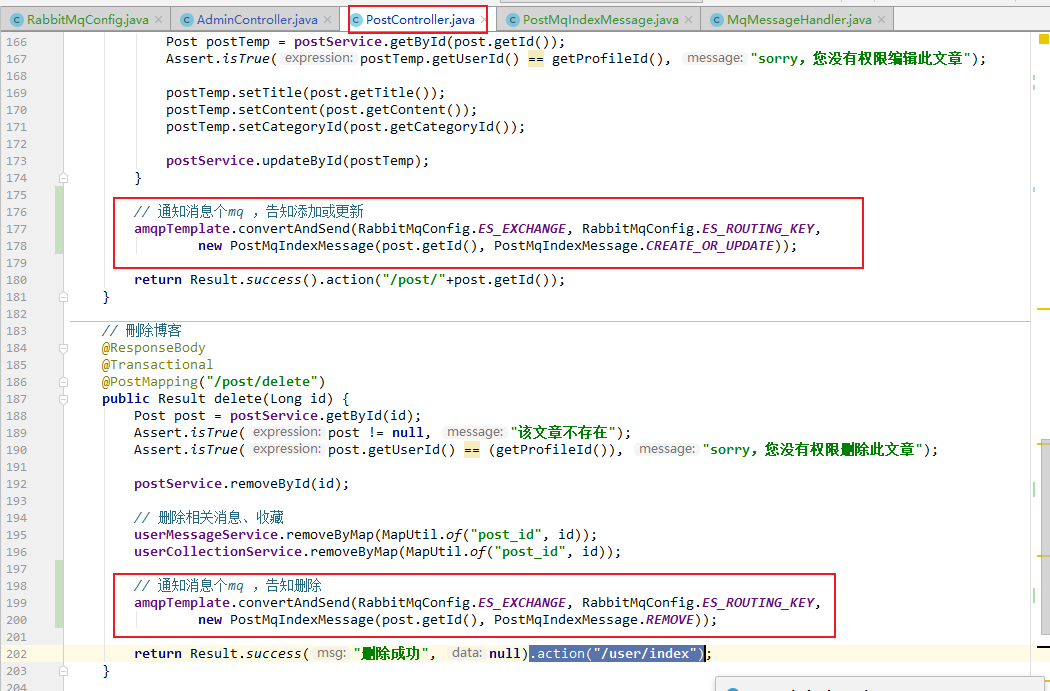 RabbitMqConfig.java × AdminController.java × PostController.java × PostMqIndexMessage.java × MqMessageHandler.java ×
166 Post postTemp = postService.getById(post.getId());
167 Assert.isTrue( expression: postTemp.getUserId() == getProfileId(), message: "sorry，您没有权限编辑此文章");
168
169 postTemp.setTitle(post.getTitle());
170 postTemp.setContent(post.getContent());
171 postTemp.setCategoryId(post.getCategoryId());
172
173 postService.updateById(postTemp);
174 }
175
176 // 通知消息个mq ，告知添加或更新
177 amqpTemplate.convertAndSend(RabbitMqConfig.ES_EXCHANGE, RabbitMqConfig.ES_ROUTING_KEY,
178 new PostMqIndexMessage(post.getId(), PostMqIndexMessage.CREATE_OR_UPDATE));
179
180 return Result.success().action("/post/"+post.getId());
181 }
182
183 // 刪除博客
184 @ResponseBody
185 @Transactional
186 @PostMapping("/post/delete")
187 public Result delete(Long id) {
188 Post post = postService.getById(id);
189 Assert.isTrue( expression: post != null, message: "该文章不存在");
190 Assert.isTrue( expression: post.getUserId() == (getProfileId()), message: "sorry，您没有权限删除此文章");
191
192 postService.removeById(id);
193
194 // 删除相关消息、收藏
195 userMessageService.removeByMap(MapUtil.of("post_id", id));
196 userCollectionService.removeByMap(MapUtil.of("post_id", id));
197
198 // 通知消息个mq ，告知删除
199 amqpTemplate.convertAndSend(RabbitMqConfig.ES_EXCHANGE, RabbitMqConfig.ES_ROUTING_KEY,
200 new PostMqIndexMessage(post.getId(), PostMqIndexMessage.REMOVE));
201
202 return Result.success( msg: "删除成功", data: null).action("/user/index");
203 }
204